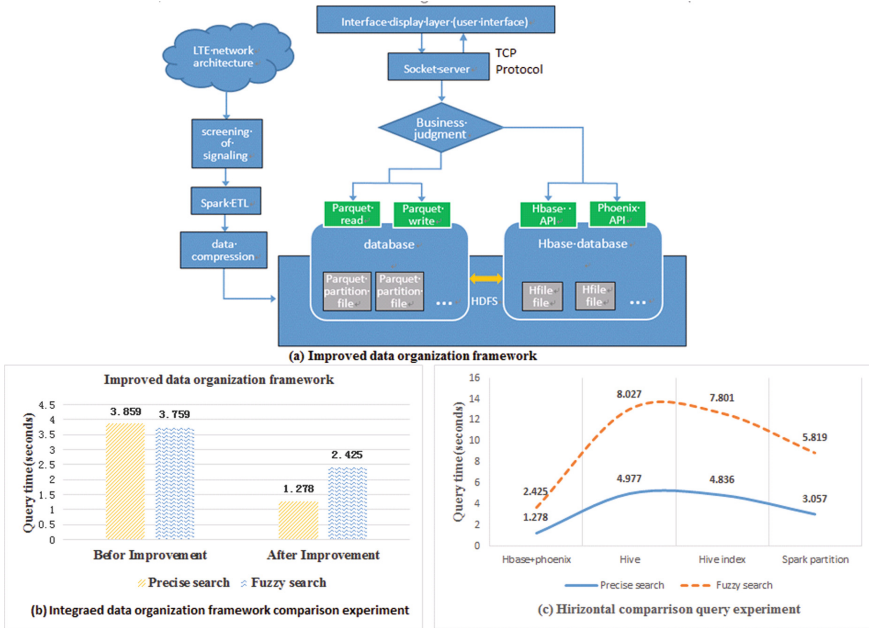 Interface·display·layer·(user·interface)
LTE·network
architecture
TCP
Protocol
Socket·server
Business·
judgment
screening·
of
signaling
Spark·ETL
data·
compression
Parquet·
read
Parquet·
write
Hbase··
API
Phoenix·
API
database
Hbase·database
Parquet·
partition·
file
Parquet·
partition·
file
...
HDFS
Hfile
file
Hfile
file
...
(a) Improved data organization framework
Improved data organization framework
Query time(seconds)
4.5
4
3.5
3
2.5
2
1.5
1
0.5
0
3.859
3.759
1.278
2.425
Befor Improvement
After Improvement
Precise search
Fuzzy search
(b) Integraed data organization framework comparison experiment
Query time(seconds)
16
14
12
10
8
6
4
2
0
2.425
1.278
8.027
4.977
7.801
4.836
5.819
3.057
Hbase+phoenix
Hive
Hive index
Spark partition
Precise search
Fuzzy search
(c) Hirizontal comparrison query experiment